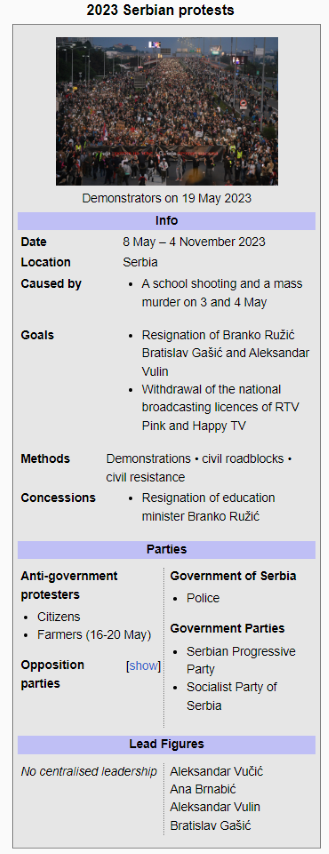 2023 Serbian protests
Demonstrators on 19 May 2023
Info
Date 8 May – 4 November 2023
Location Serbia
Caused by • A school shooting and a mass
murder on 3 and 4 May
Goals • Resignation of Branko Ružić
Bratislav Gašić and Aleksandar
Vulin
• Withdrawal of the national
broadcasting licences of RTV
Pink and Happy TV
Methods Demonstrations • civil roadblocks •
civil resistance
Concessions • Resignation of education
minister Branko Ružić
Parties
Anti-government
protesters
• Citizens
• Farmers (16-20 May)
Opposition [show]
parties
Government of Serbia
• Police
Government Parties
• Serbian Progressive
Party
• Socialist Party of
Serbia
Lead Figures
No centralised leadership
Aleksandar Vučić
Ana Brnabić
Aleksandar Vulin
Bratislav Gašić